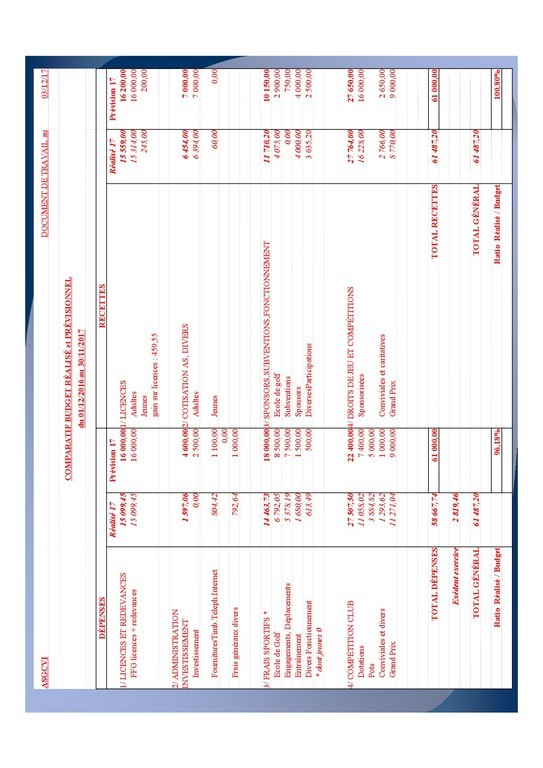 ASGCVI DOCUMENT DE TRAVAIL au 03/12/17
COMPARATIF BUDGET RÉALISÉ et PRÉVISIONNEL
du 01/12/2016 au 30/11/2017
DÉPENSES RECETTES
Réalité 17 Prévision 17 Réalité 17 Prévision 17
1/ LICENCES ET REDEVANCES 15 099,45 16 000,00 1/ LICENCES 15 559,00 16 200,00
FFG licences + redevances 15 099,45 16 000,00 Adultes 15 314,00 16 000,00
Jeunes 245,00 200,00
gain sur licences : 459,55
2/ ADMINISTRATION
INVESTISSEMENT 1 597,06 4 600,00 2/ COTISATION AS, DIVERS 6 454,00 7 000,00
Investissement 0,00 2 500,00 Adultes 6 394,00 7 000,00
FournituresTimb.Téleph.Internet 804,42 1 100,00 Jeunes 60,00 0,00
0,00
Frais généraux divers 792,64 1 000,00
3/ FRAIS SPORTIFS * 14 463,73 18 000,00 3/ SPONSORS,SUBVENTIONS,FONCTIONNEMENT 11 710,20 10 150,00
Ecole de Golf 6 792,05 8 500,00 Ecole de golf 4 075,00 2 900,00
Engagements, Déplacements 5 378,19 7 500,00 Subventions 0,00 750,00
Entrainement 1 680,00 1 500,00 Sponsors 4 000,00 4 000,00
Divers Fonctionnement 613,49 500,00 DiversesParticipations 3 635,20 2 500,00
* dont jeunes 0
4/ COMPÉTITION CLUB 27 507,50 22 400,00 4/ DROITS DE JEU ET COMPÉTITIONS 27 764,00 27 650,00
Dotations 11 058,02 7 400,00 Sponsorisées 16 228,00 16 000,00
Pots 3 884,82 5 000,00
Conviviales et divers 1 293,62 1 000,00 Conviviales et caritatives 2 766,00 2 650,00
Grand Prix 11 271,04 9 000,00 Grand Prix 8 770,00 9 000,00
TOTAL DÉPENSES 58 667,74 61 000,00 TOTAL RECETTES 61 487,20 61 000,00
Exédent exercice 2 819,46
TOTAL GÉNÉRAL 61 487,20 TOTAL GÉNÉRAL 61 487,20
Ratio Réalisé / Budget 96,18% Ratio Réalisé / Budget 100,80%